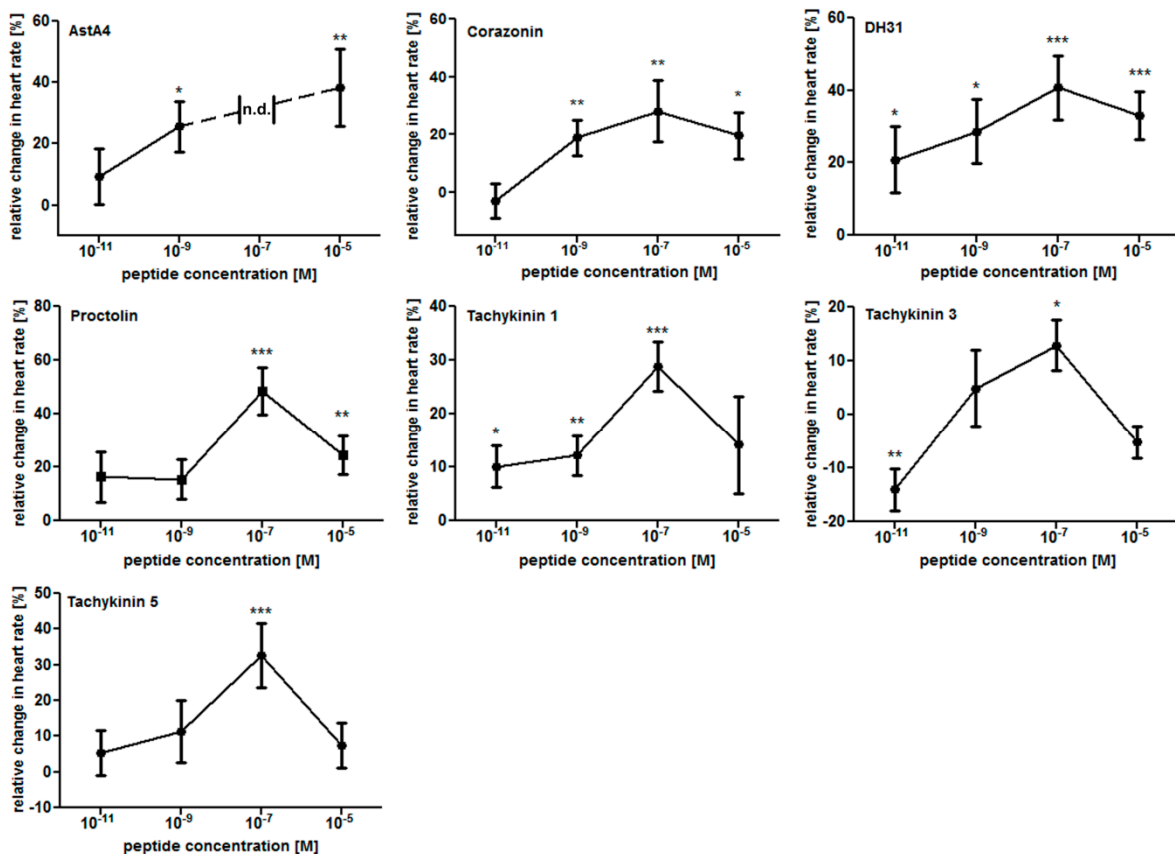 AstA4
relative change in heart rate [%]
60
40
20
0
*
n.d.
**
10-11 10-9 10-7 10-5
peptide concentration [M]
Corazonin
relative change in heart rate [%]
60
40
20
0
**
**
*
10-11 10-9 10-7 10-5
peptide concentration [M]
DH31
relative change in heart rate [%]
60
40
20
0
*
*
***
***
10-11 10-9 10-7 10-5
peptide concentration [M]
Proctolin
relative change in heart rate [%]
80
60
40
20
0
***
**
10-11 10-9 10-7 10-5
peptide concentration [M]
Tachykinin 1
relative change in heart rate [%]
40
30
20
10
0
*
**
***
10-11 10-9 10-7 10-5
peptide concentration [M]
Tachykinin 3
relative change in heart rate [%]
20
10
0
-10
-20
**
*
10-11 10-9 10-7 10-5
peptide concentration [M]
Tachykinin 5
relative change in heart rate [%]
50
40
30
20
10
0
-10
***
10-11 10-9 10-7 10-5
peptide concentration [M]